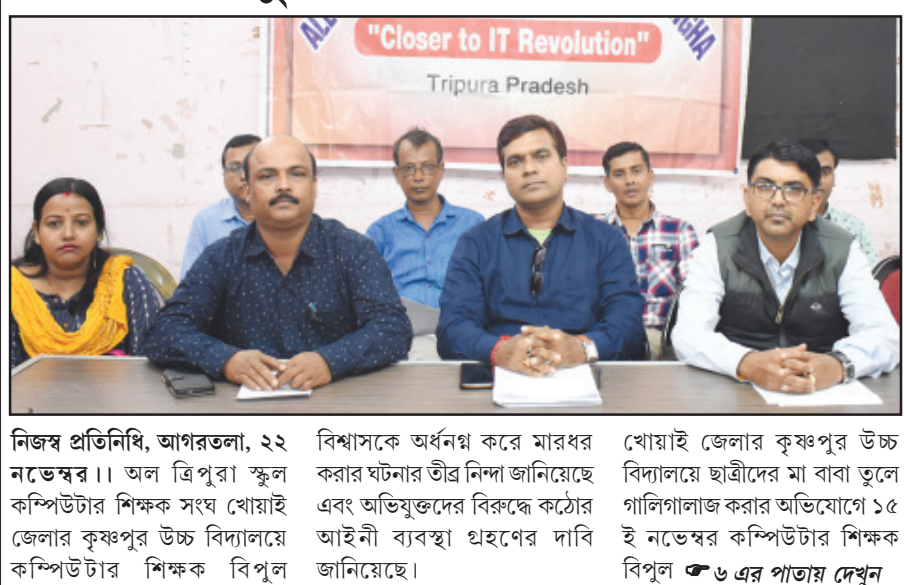 "Closer to IT Revolution"
Tripura Pradesh
নিজস্ব প্রতিনিধি, আগরতলা, ২২
নভেম্বর।। অল ত্রিপুরা স্কুল
কম্পিউটার শিক্ষক সংঘ খোয়াই
জেলার কৃষ্ণপুর উচ্চ বিদ্যালয়ে
কম্পিউটার শিক্ষক বিপুল
বিশ্বাসকে অর্ধনগ্ন করে মারধর
করার ঘটনার তীব্র নিন্দা জানিয়েছে
এবং অভিযুক্তদের বিরুদ্ধে কঠোর
আইনী ব্যবস্থা গ্রহণের দাবি
জানিয়েছে।
খোয়াই জেলার কৃষ্ণপুর উচ্চ
বিদ্যালয়ে ছাত্রীদের মা বাবা তুলে
গালিগালাজ করার অভিযোগে ১৫
ই নভেম্বর কম্পিউটার শিক্ষক
বিপুল ☛ ৬ এর পাতায় দেখুন